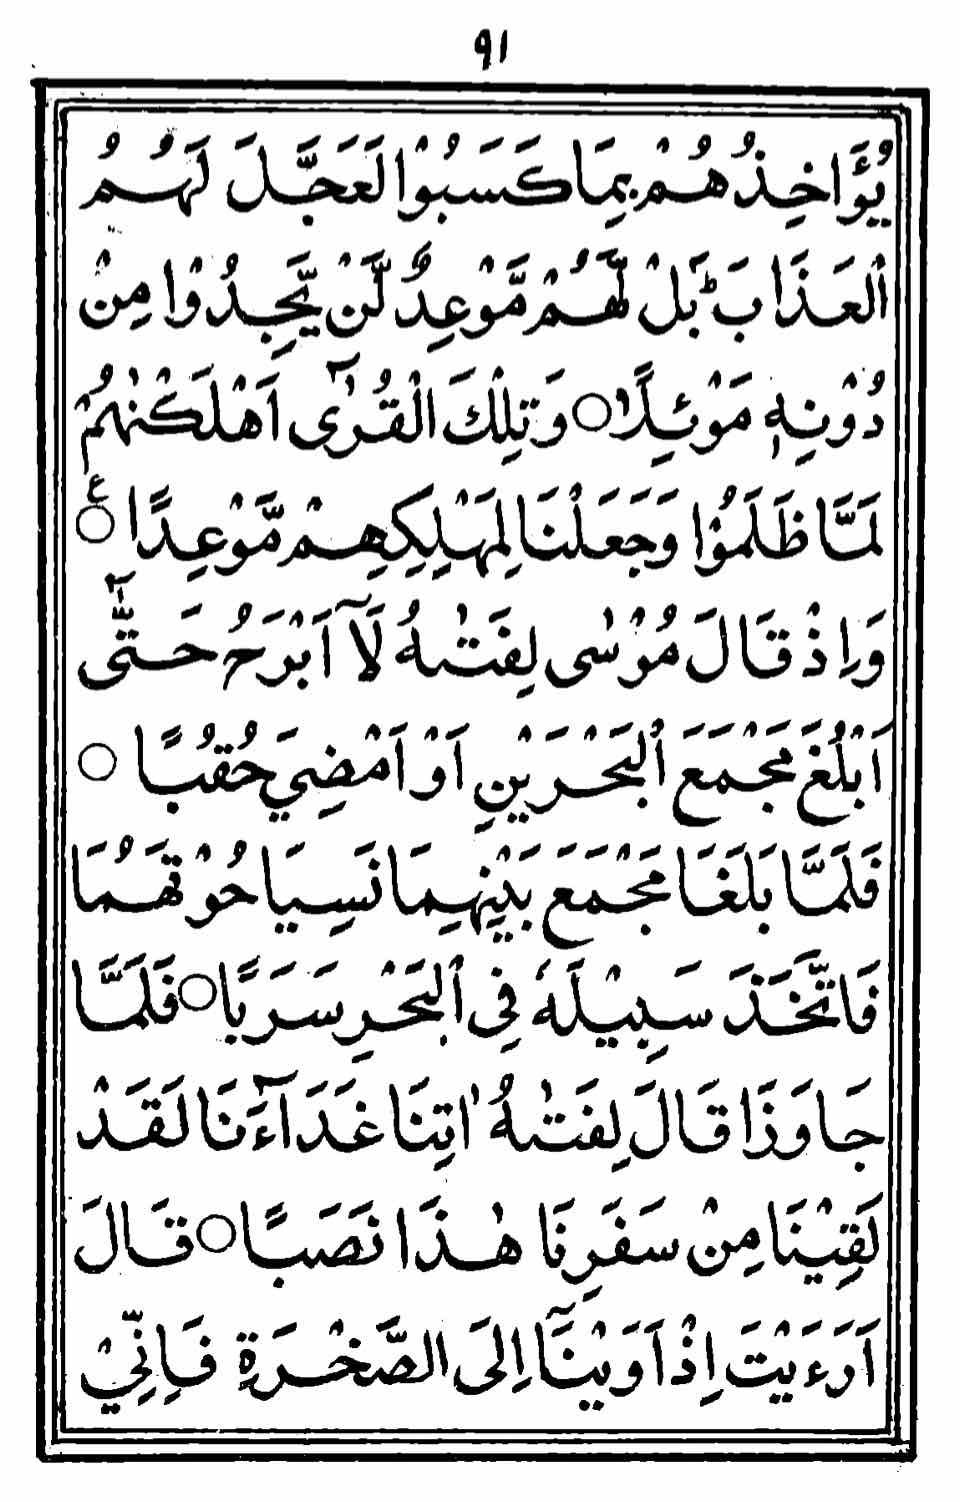 ٩١
يُؤَاخِذُهُمْ بِمَا كَسَبُوْا لَعَجَّلَ لَهُمُ
الْعَذَابَ ؕ بَلْ لَّهُمْ مَّوْعِدٌ لَّنْ يَّجِدُوْا مِنْ
دُوْنِهٖ مَوْئِلًا ○ وَتِلْكَ الْقُرٰٓى اَهْلَكْنٰهُمْ
لَمَّا ظَلَمُوْا وَجَعَلْنَا لِمَهْلِكِهِمْ مَّوْعِدًا ○ ع
وَاِذْ قَالَ مُوْسٰى لِفَتٰىهُ لَآ اَبْرَحُ حَتّٰٓى
اَبْلُغَ مَجْمَعَ الْبَحْرَيْنِ اَوْ اَمْضِيَ حُقُبًا ○
فَلَمَّا بَلَغَا مَجْمَعَ بَيْنِهِمَا نَسِيَا حُوْتَهُمَا
فَاتَّخَذَ سَبِيْلَهٗ فِى الْبَحْرِ سَرَبًا ○ فَلَمَّا
جَاوَزَا قَالَ لِفَتٰىهُ اٰتِنَا غَدَآءَنَا لَقَدْ
لَقِيْنَا مِنْ سَفَرِنَا هٰذَا نَصَبًا ○ قَالَ
اَرَءَيْتَ اِذْ اَوَيْنَآ اِلَى الصَّخْرَةِ فَاِنِّيْ